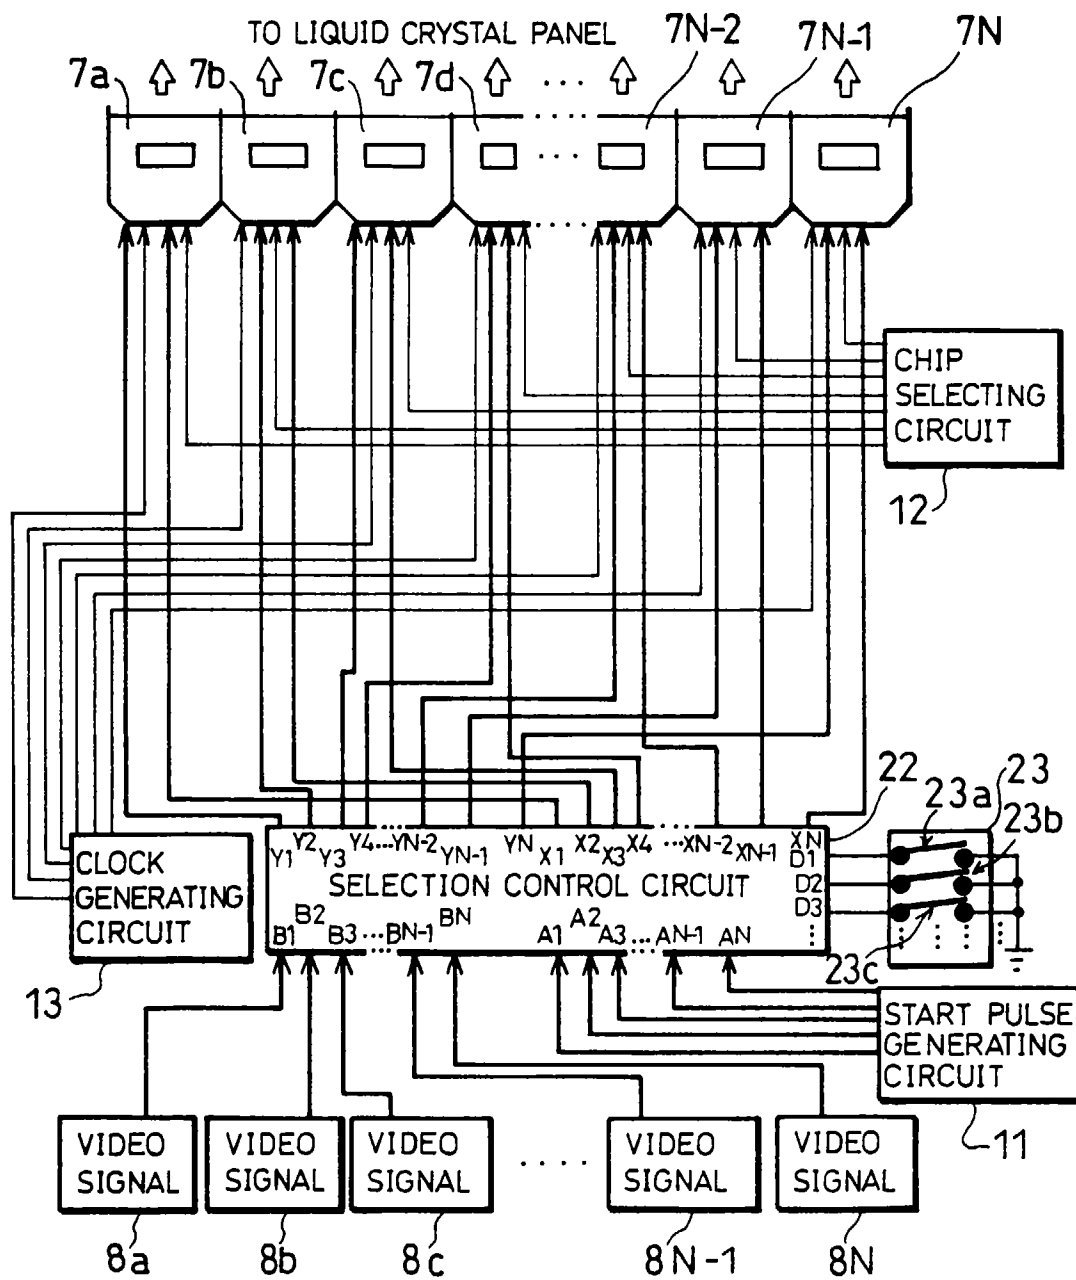 TO LIQUID CRYSTAL PANEL
7a 7b 7c 7d 7N-2 7N-1 7N
CHIP
SELECTING
CIRCUIT
12
22 23
23a
23b
Y1 Y2 Y3 Y4...YN-2 YN-1 YN X1 X2 X3 X4 ...XN-2 XN-1 XN
D1
SELECTION CONTROL CIRCUIT
D2
D3
B1 B2 B3...BN-1 BN A1 A2 A3...AN-1 AN
23c
CLOCK
GENERATING
CIRCUIT
13
START PULSE
GENERATING
CIRCUIT
11
VIDEO
SIGNAL
8a
VIDEO
SIGNAL
8b
VIDEO
SIGNAL
8c
....
VIDEO
SIGNAL
8N-1
VIDEO
SIGNAL
8N